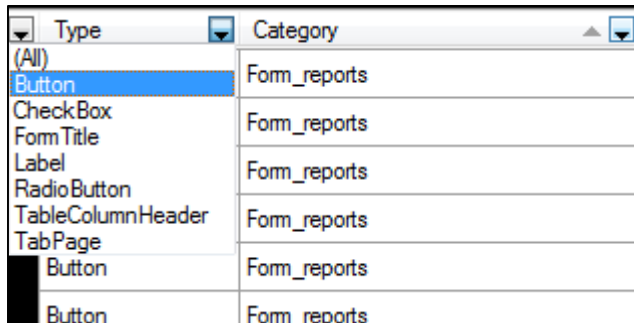 Type Category
(All)
Button
CheckBox
FormTitle
Label
RadioButton
TableColumnHeader
TabPage
Form_reports
Form_reports
Form_reports
Form_reports
Button Form_reports
Button Form_reports